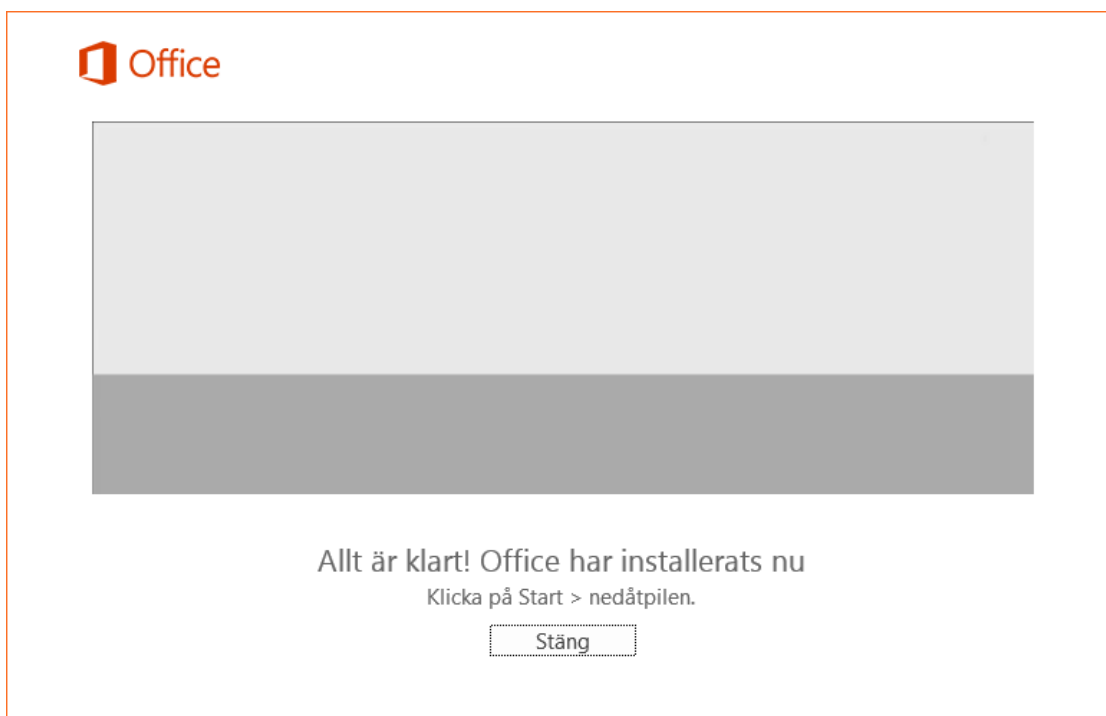 Office
Allt är klart! Office har installerats nu
Klicka på Start > nedåtpilen.
Stäng